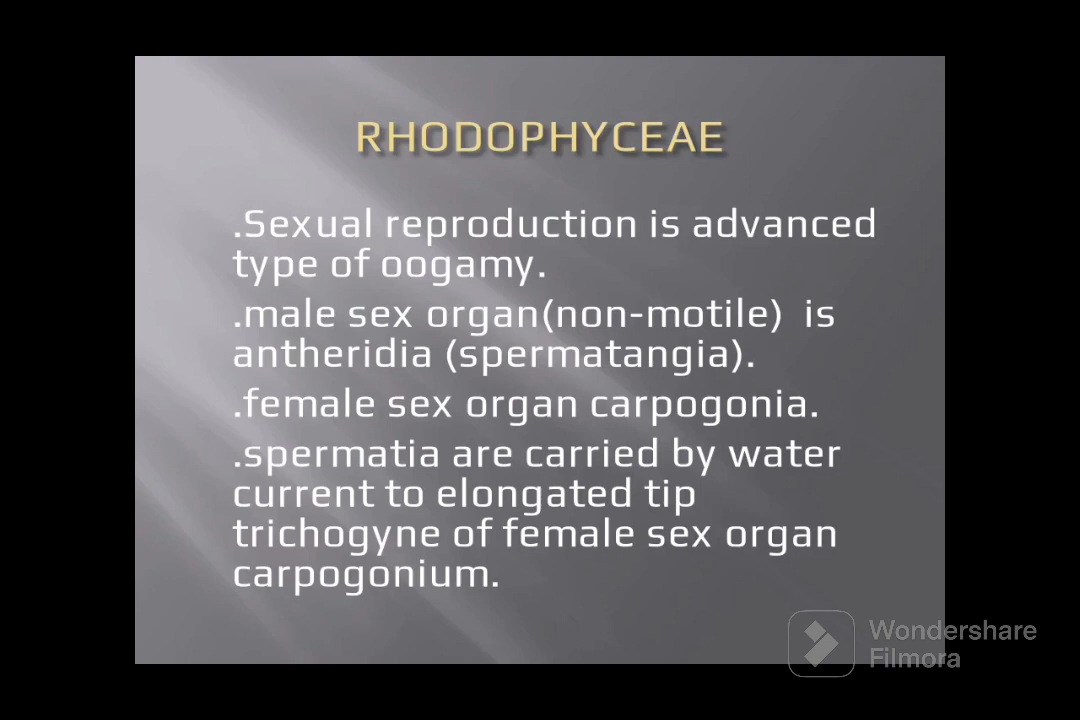 RHODOPHYCEAE
.Sexual reproduction is advanced
type of oogamy.
.male sex organ(non-motile)  is
antheridia (spermatangia).
.female sex organ carpogonia.
.spermatia are carried by water
current to elongated tip
trichogyne of female sex organ
carpogonium.
Wondershare
Filmora